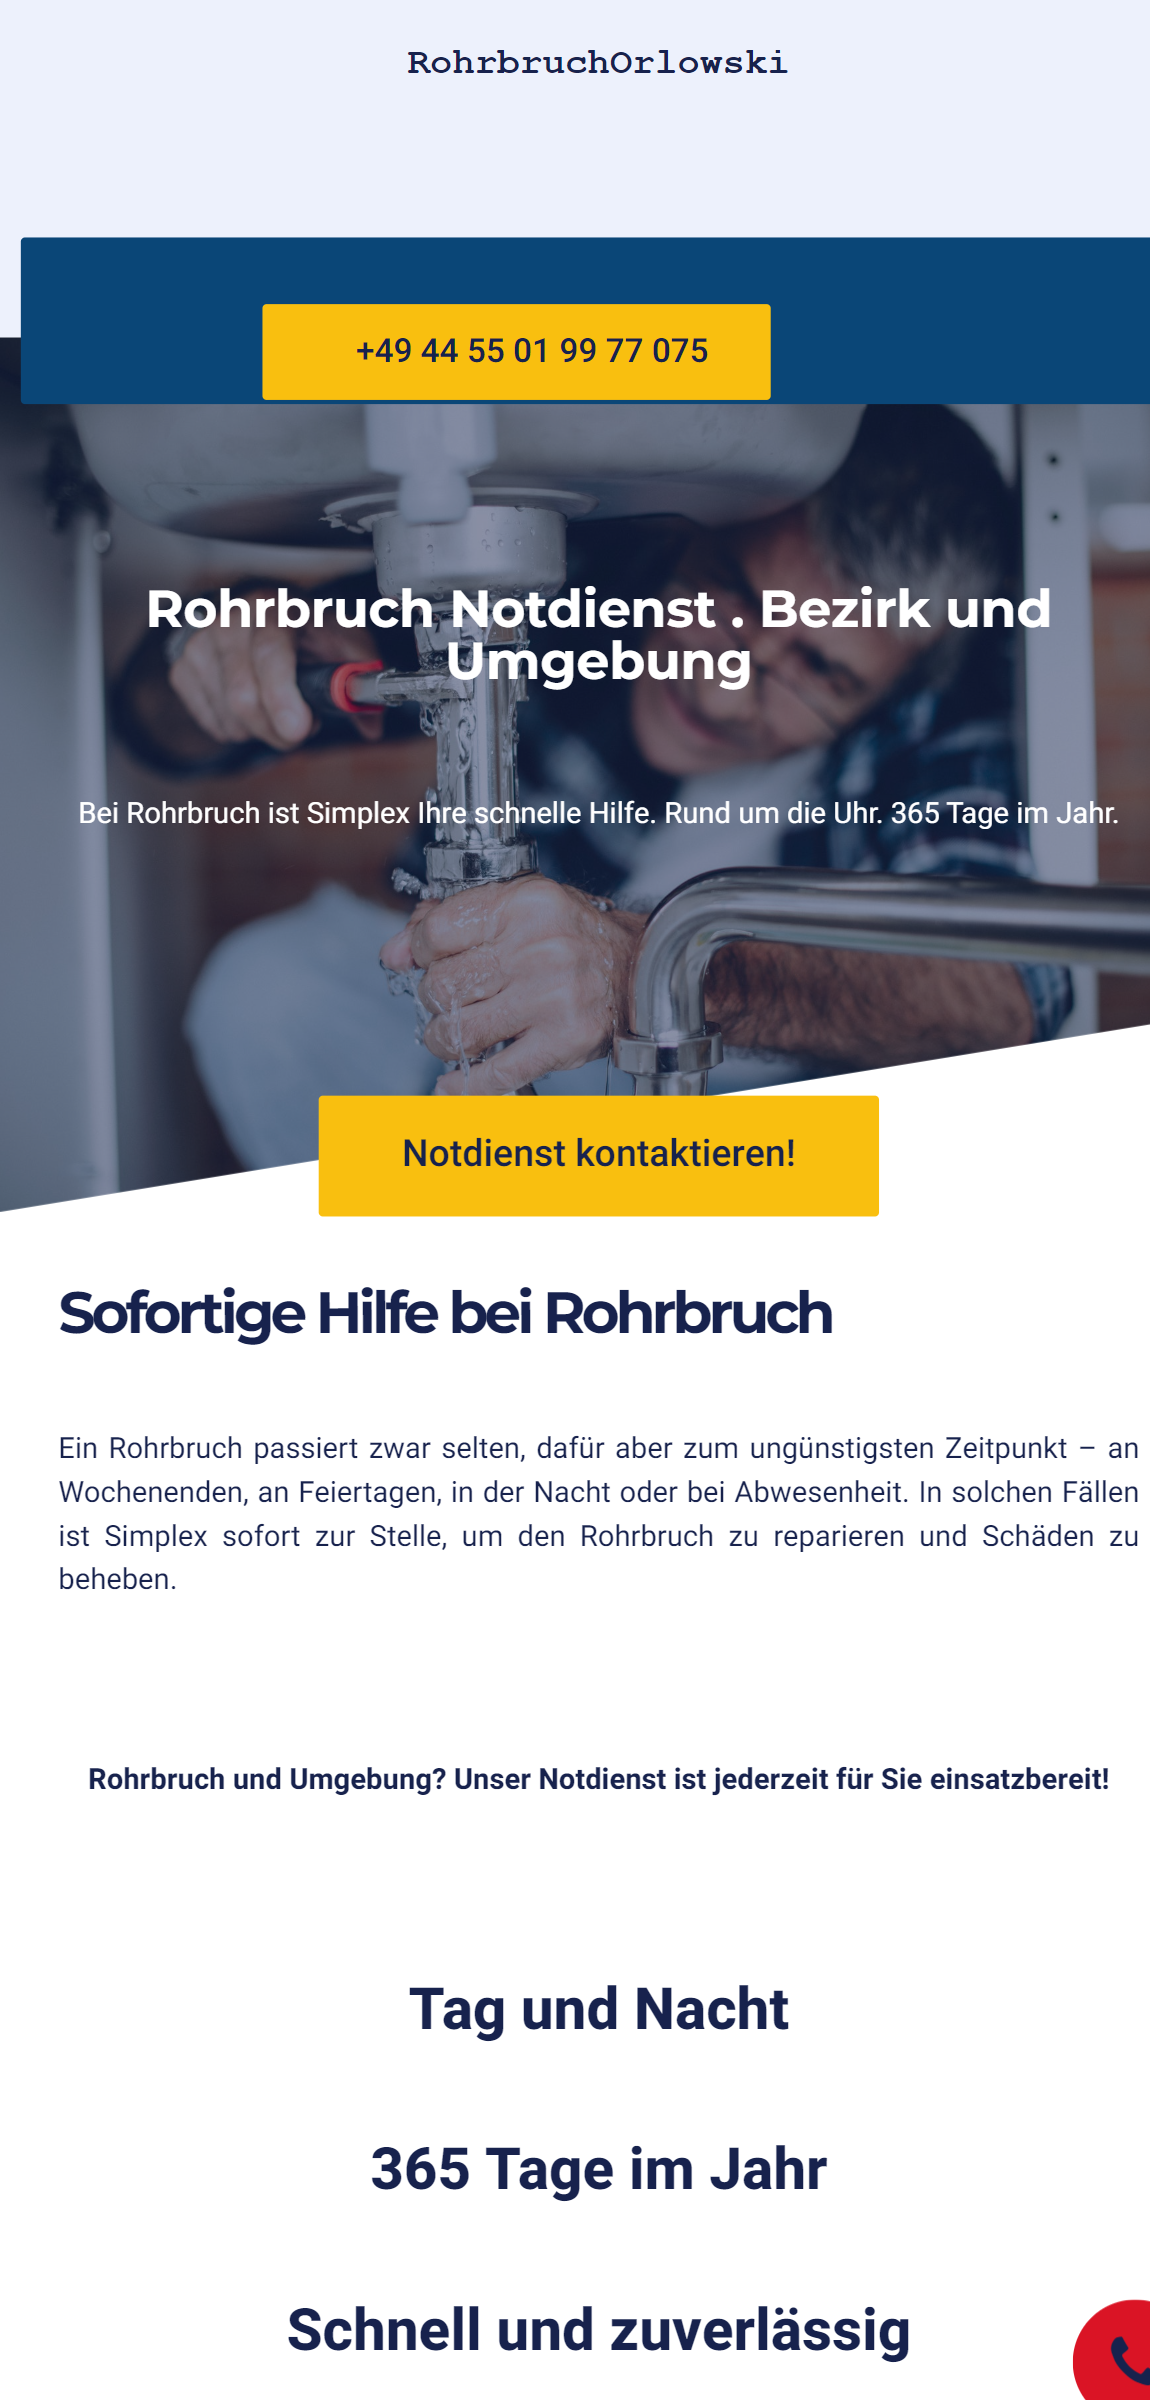 RohrbruchOrlowski
+49 44 55 01 99 77 075
Rohrbruch Notdienst . Bezirk und
Umgebung
Bei Rohrbruch ist Simplex Ihre schnelle Hilfe. Rund um die Uhr. 365 Tage im Jahr.
Notdienst kontaktieren!
Sofortige Hilfe bei Rohrbruch
Ein Rohrbruch passiert zwar selten, dafür aber zum ungünstigsten Zeitpunkt – an
Wochenenden, an Feiertagen, in der Nacht oder bei Abwesenheit. In solchen Fällen
ist Simplex sofort zur Stelle, um den Rohrbruch zu reparieren und Schäden zu
beheben.
Rohrbruch und Umgebung? Unser Notdienst ist jederzeit für Sie einsatzbereit!
Tag und Nacht
365 Tage im Jahr
Schnell und zuverlässig